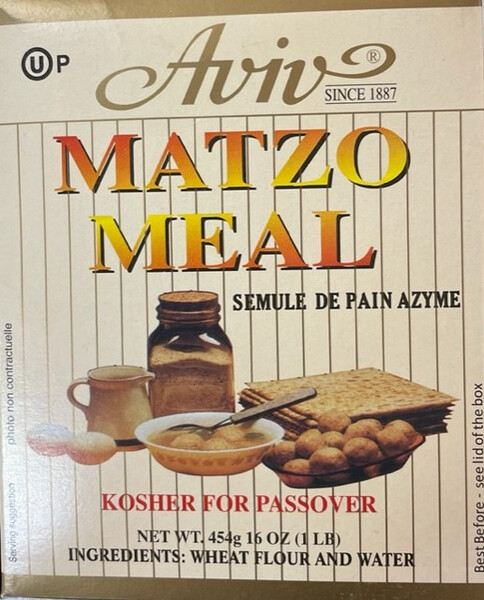 U P
Aviv®
SINCE 1887
MATZO
MEAL
SEMULE DE PAIN AZYME
KOSHER FOR PASSOVER
NET WT. 454g 16 OZ (1 LB)
INGREDIENTS: WHEAT FLOUR AND WATER
Serving suggestion
photo non contractuelle
Best Before - see lid of the box